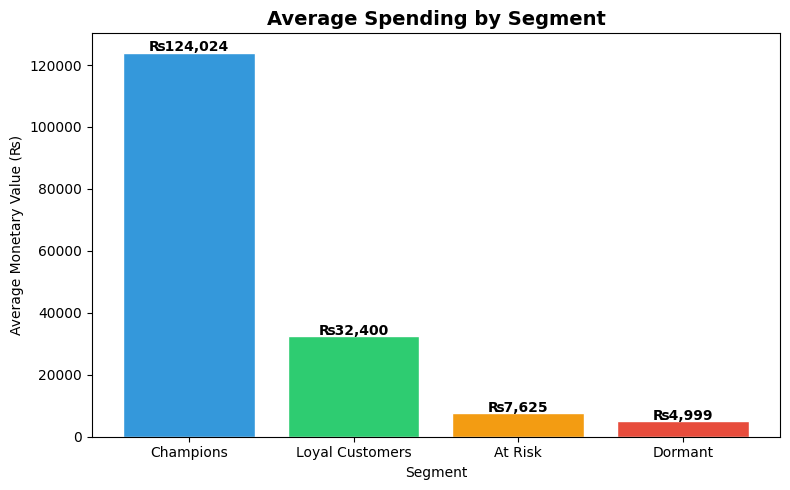 Average Spending by Segment
₨124,024
₨32,400
₨7,625
₨4,999
120000
100000
80000
60000
40000
20000
0
Average Monetary Value (₨)
Champions
Loyal Customers
At Risk
Dormant
Segment